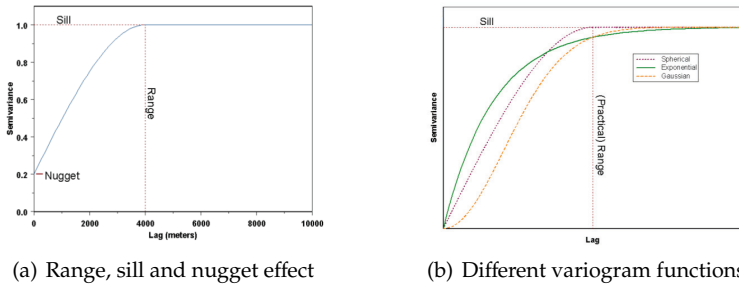 Sill
1.0
0.8
0.6
0.4
0.2
0.0
Semivariance
Nugget
Range
0
2000
4000
6000
8000
10000
Lag (meters)
(a) Range, sill and nugget effect
Sill
Spherical
Exponential
Gaussian
Semivariance
(Practical) Range
Lag
(b) Different variogram functions